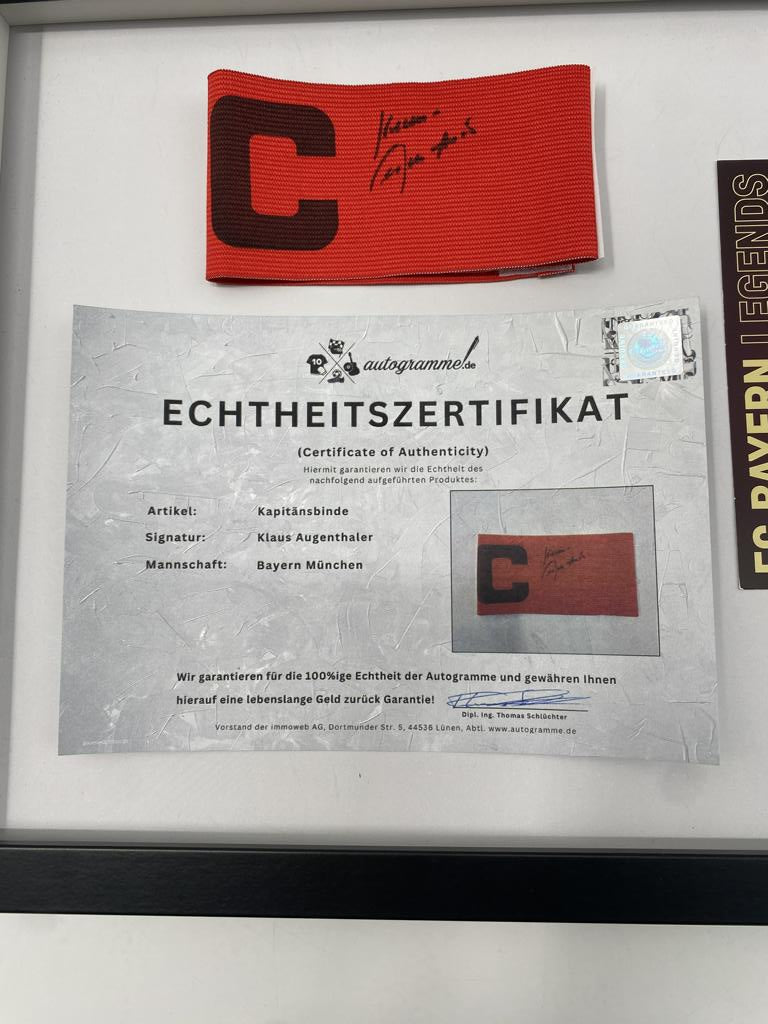 C
Klaus
Augenthaler
10
autogramme.de
ECHTHEITSZERTIFIKAT
(Certificate of Authenticity)
Hiermit garantieren wir die Echtheit des
nachfolgend aufgeführten Produktes:
Artikel: Kapitänsbinde
Signatur: Klaus Augenthaler
Mannschaft: Bayern München
C
Wir garantieren für die 100%ige Echtheit der Autogramme und gewähren Ihnen
hierauf eine lebenslange Geld zurück Garantie!
Dipl. Ing. Thomas Schlüchter
Vorstand der immoweb AG, Dortmunder Str. 5, 44536 Lünen, Abtl. www.autogramme.de
FC BAYERN LEGENDS